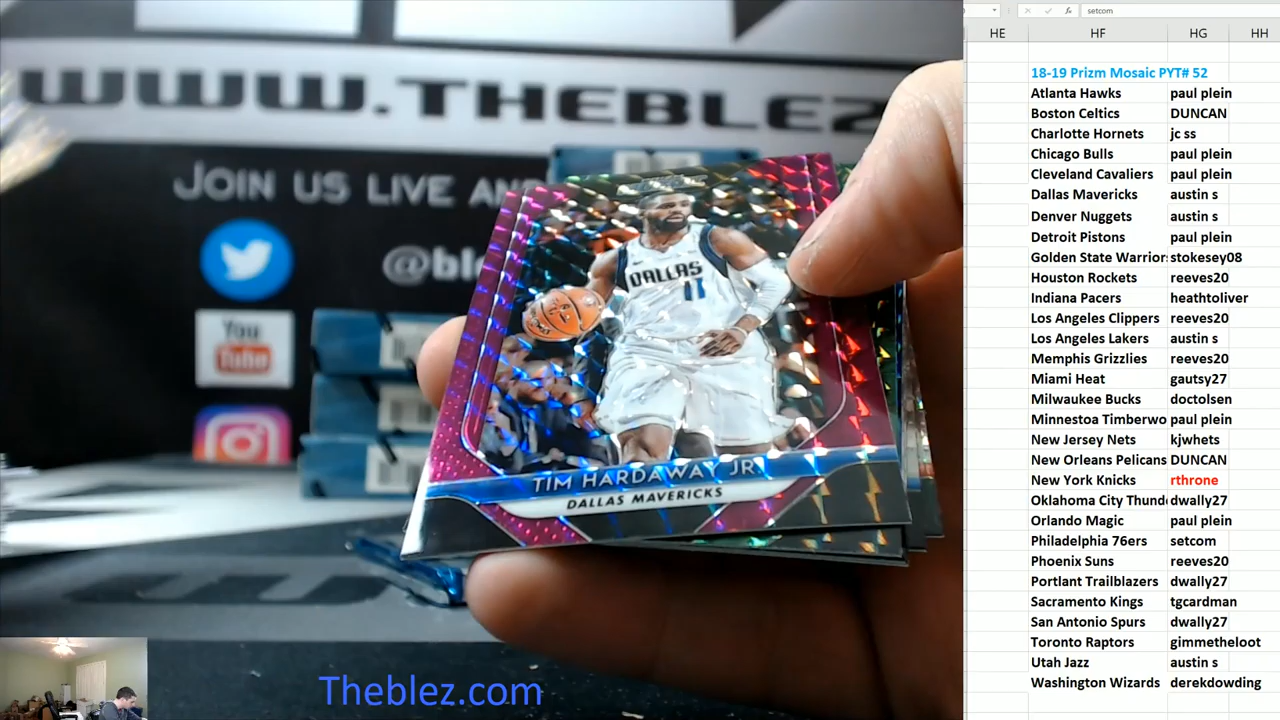 setcom
HE HF HG HH
WWW.THEBLEZ
JOIN US LIVE AND
@ble
You
Tube
DALLAS
11
TIM HARDAWAY JR.
DALLAS MAVERICKS
Theblez.com
18-19 Prizm Mosaic PYT# 52
Atlanta Hawks paul plein
Boston Celtics DUNCAN
Charlotte Hornets jc ss
Chicago Bulls paul plein
Cleveland Cavaliers paul plein
Dallas Mavericks austin s
Denver Nuggets austin s
Detroit Pistons paul plein
Golden State Warriors stokesey08
Houston Rockets reeves20
Indiana Pacers heathtoliver
Los Angeles Clippers reeves20
Los Angeles Lakers austin s
Memphis Grizzlies reeves20
Miami Heat gautsy27
Milwaukee Bucks doctolsen
Minnestoa Timberwo paul plein
New Jersey Nets kjwhets
New Orleans Pelicans DUNCAN
New York Knicks rthrone
Oklahoma City Thund dwally27
Orlando Magic paul plein
Philadelphia 76ers setcom
Phoenix Suns reeves20
Portlant Trailblazers dwally27
Sacramento Kings tgcardman
San Antonio Spurs dwally27
Toronto Raptors gimmetheloot
Utah Jazz austin s
Washington Wizards derekdowding